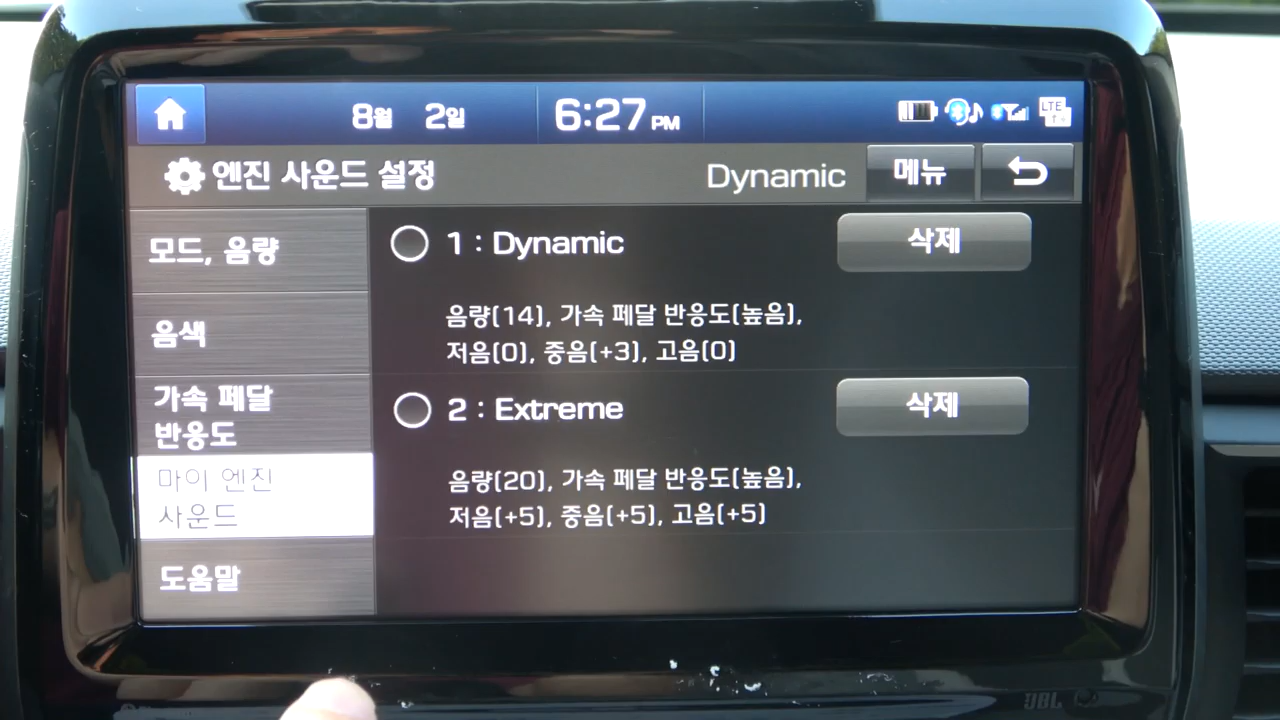 8월 2일 6:27 PM LTE
엔진 사운드 설정 Dynamic 메뉴
모드, 음량
음색
가속 페달
반응도
마이 엔진
사운드
도움말
1 : Dynamic 삭제
음량(14), 가속 페달 반응도(높음),
저음(0), 중음(+3), 고음(0)
2 : Extreme 삭제
음량(20), 가속 페달 반응도(높음),
저음(+5), 중음(+5), 고음(+5)
JBL